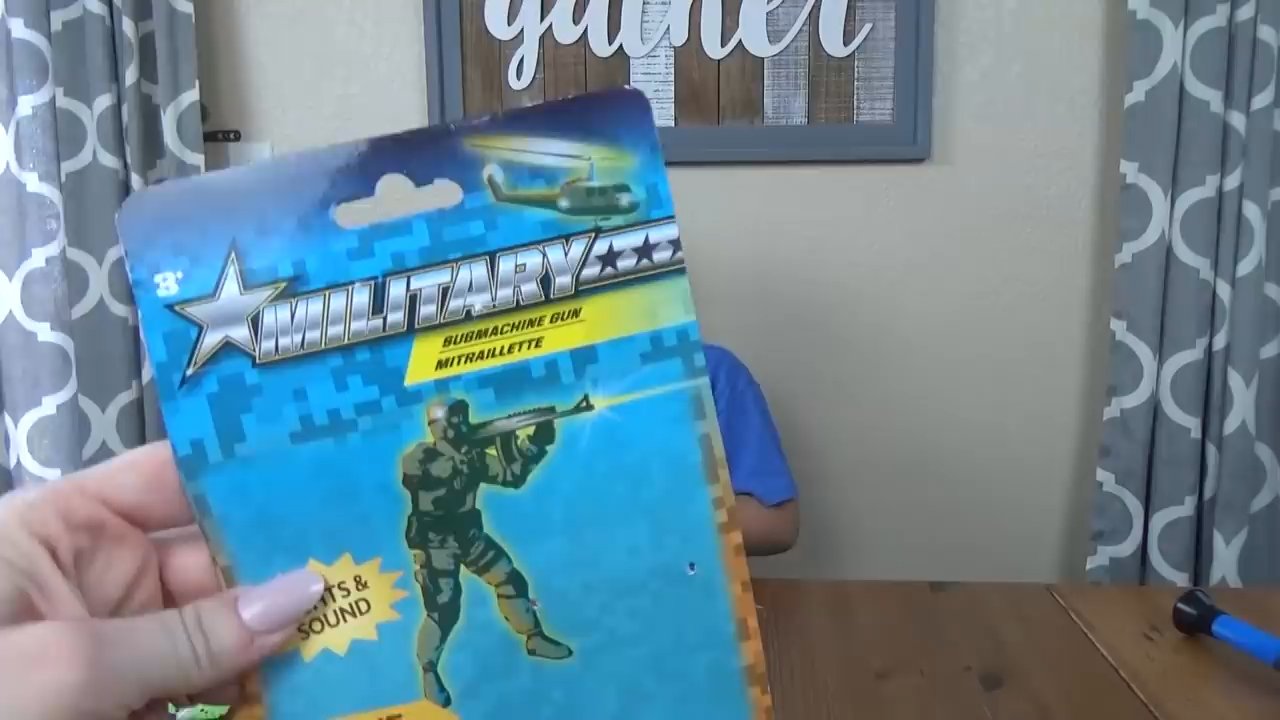 gather
3+
MILITARY
SUBMACHINE GUN
MITRAILLETTE
&
SOUND